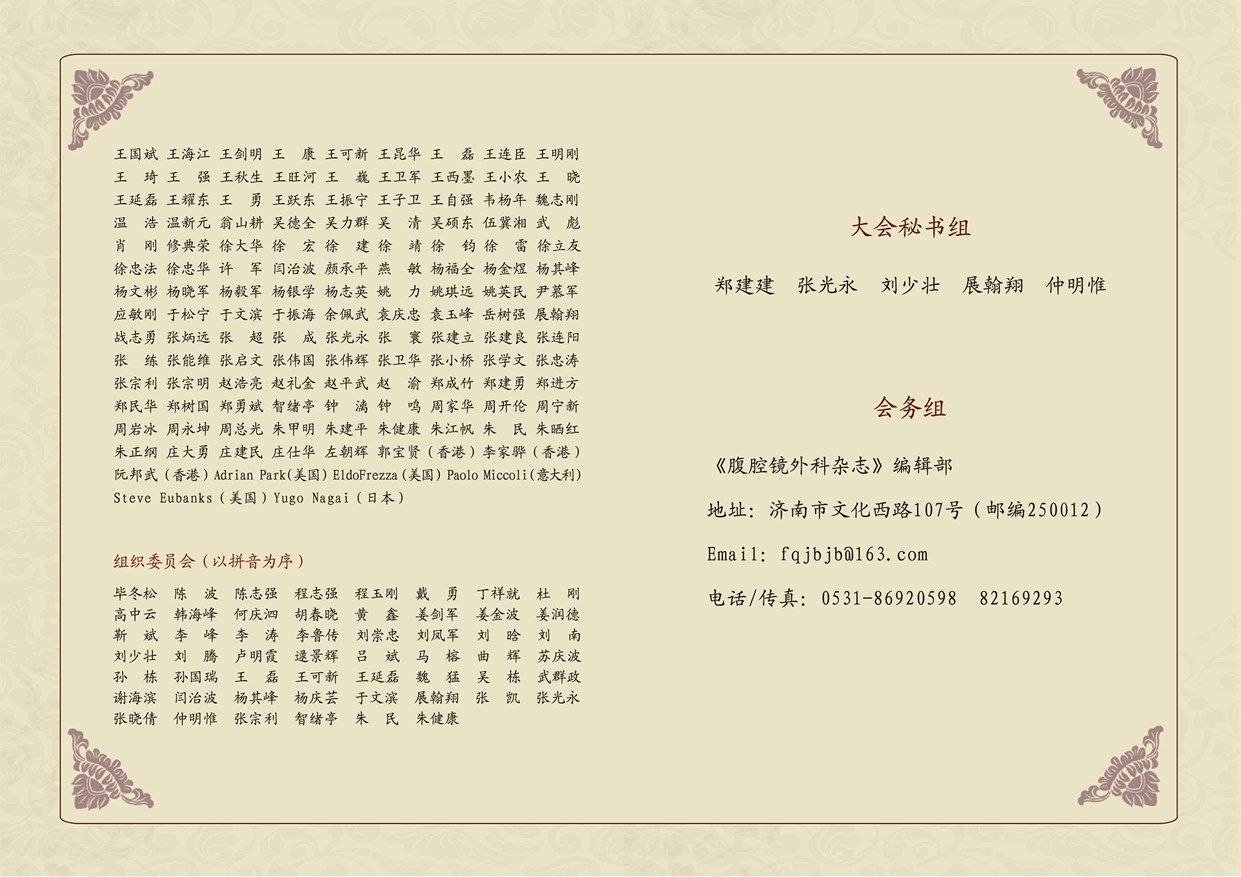 王国斌 王海江 王剑明 王　康 王可新 王昆华 王　磊 王连臣 王明刚
王　琦 王　强 王秋生 王旺河 王　巍 王卫军 王西墨 王小农 王　晓
王延磊 王耀东 王　勇 王跃东 王振宁 王子卫 王自强 韦杨年 魏志刚
温　浩 温新元 翁山耕 吴德全 吴力群 吴　清 吴硕东 伍冀湘 武　彪
肖　刚 修典荣 徐大华 徐　宏 徐　建 徐　靖 徐　钧 徐　雷 徐立友
徐忠法 徐忠华 许　军 闫治波 颜承平 燕　敏 杨福全 杨金煜 杨其峰
杨文彬 杨晓军 杨毅军 杨银学 杨志英 姚　力 姚琪远 姚英民 尹慕军
应敏刚 于松宁 于文滨 于振海 余佩武 袁庆忠 袁玉峰 岳树强 展翰翔
战志勇 张炳远 张　超 张　成 张光永 张　寰 张建立 张建良 张连阳
张　练 张能维 张启文 张伟国 张伟辉 张卫华 张小桥 张学文 张忠涛
张宗利 张宗明 赵浩亮 赵礼金 赵平武 赵　渝 郑成竹 郑建勇 郑进方
郑民华 郑树国 郑勇斌 智绪亭 钟　漓 钟　鸣 周家华 周开伦 周宁新
周岩冰 周永坤 周总光 朱甲明 朱建平 朱健康 朱江帆 朱　民 朱晒红
朱正纲 庄大勇 庄建民 庄仕华 左朝辉 郭宝贤（香港）李家骅（香港）
阮邦武（香港）Adrian Park(美国）EldoFrezza（美国）Paolo Miccoli(意大利)
Steve Eubanks（美国）Yugo Nagai（日本）
组织委员会（以拼音为序）
毕冬松 陈　波 陈志强 程志强 程玉刚 戴　勇 丁祥就 杜　刚
高中云 韩海峰 何庆泗 胡春晓 黄　鑫 姜剑军 姜金波 姜润德
靳　斌 李　峰 李　涛 李鲁传 刘崇忠 刘凤军 刘　晗 刘　南
刘少壮 刘　腾 卢明霞 逯景辉 吕　斌 马　榕 曲　辉 苏庆波
孙　栋 孙国瑞 王　磊 王可新 王延磊 魏　猛 吴　栋 武群政
谢海滨 闫治波 杨其峰 杨庆芸 于文滨 展翰翔 张　凯 张光永
张晓倩 仲明惟 张宗利 智绪亭 朱　民 朱健康
大会秘书组
郑建建 张光永 刘少壮 展翰翔 仲明惟
会务组
《腹腔镜外科杂志》编辑部
地址：济南市文化西路107号（邮编250012）
Email：fqjbjb@163.com
电话/传真：0531-86920598 82169293